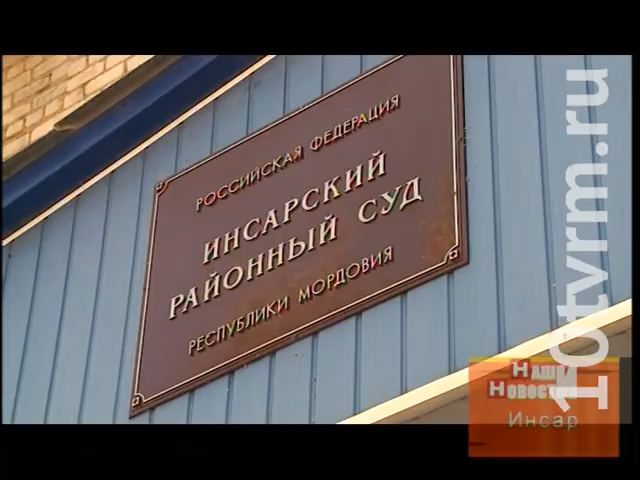 РОССИЙСКАЯ ФЕДЕРАЦИЯ
ИНСАРСКИЙ
РАЙОННЫЙ СУД
РЕСПУБЛИКИ МОРДОВИЯ
10tvrm.ru
Наши
Новости
Инсар